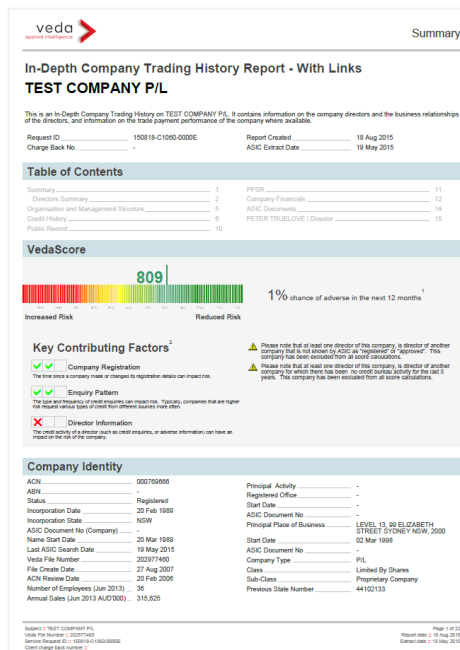 veda
applied intelligence
Summary
In-Depth Company Trading History Report - With Links
TEST COMPANY P/L
This is an In-Depth Company Trading History on TEST COMPANY P/L. It contains information on the company directors and the business relationships
of the directors, and information on the trade payment performance of the company where available.
Request ID 150818-C1060-0000E
Charge Back No. -
Report Created 18 Aug 2015
ASIC Extract Date 19 May 2015
Table of Contents
Summary 1
Directors Summary 2
Organisation and Management Structure 5
Credit History 6
Public Record 10
PPSR 11
Company Financials 12
ASIC Documents 14
PETER TRUELOVE | Director 15
VedaScore
809
Increased Risk
Reduced Risk
1% chance of adverse in the next 12 months 1
Key Contributing Factors 2
Company Registration
The time since a company made or changed its registration details can impact risk.
Enquiry Pattern
The type and frequency of credit enquiries can impact risk. Typically, companies that are higher
risk request various types of credit from different sources more often.
Director Information
The credit activity of a director (such as credit enquiries, or adverse information) can have an
impact on the risk of the company.
Please note that at least one director of this company, is director of another
company that is not shown by ASIC as "registered" or "approved". This
company has been excluded from all score calculations.
Please note that at least one director of this company, is director of another
company for which there has been no credit bureau activity for the last 5
years. This company has been excluded from all score calculations.
Company Identity
ACN 000769666
ABN -
Status Registered
Incorporation Date 20 Feb 1989
Incorporation State NSW
ASIC Document No (Company) -
Name Start Date 20 Mar 1989
Last ASIC Search Date 19 May 2015
Veda File Number 202977460
File Create Date 27 Aug 2007
ACN Review Date 20 Feb 2006
Number of Employees (Jun 2013) 36
Annual Sales (Jun 2013 AUD'000) 315,625
Principal Activity -
Registered Office -
Start Date -
ASIC Document No -
Principal Place of Business LEVEL 13, 99 ELIZABETH
STREET SYDNEY NSW, 2000
Start Date 02 Mar 1998
ASIC Document No -
Company Type P/L
Class Limited By Shares
Sub-Class Proprietary Company
Previous State Number 44102133
Subject :: TEST COMPANY P/L
Veda File Number :: 202977460
Service Request ID :: 150818-C1060-0000E
Client charge back number ::
Page 1 of 22
Report date :: 18 Aug 2015
Extract date :: 19 May 2015